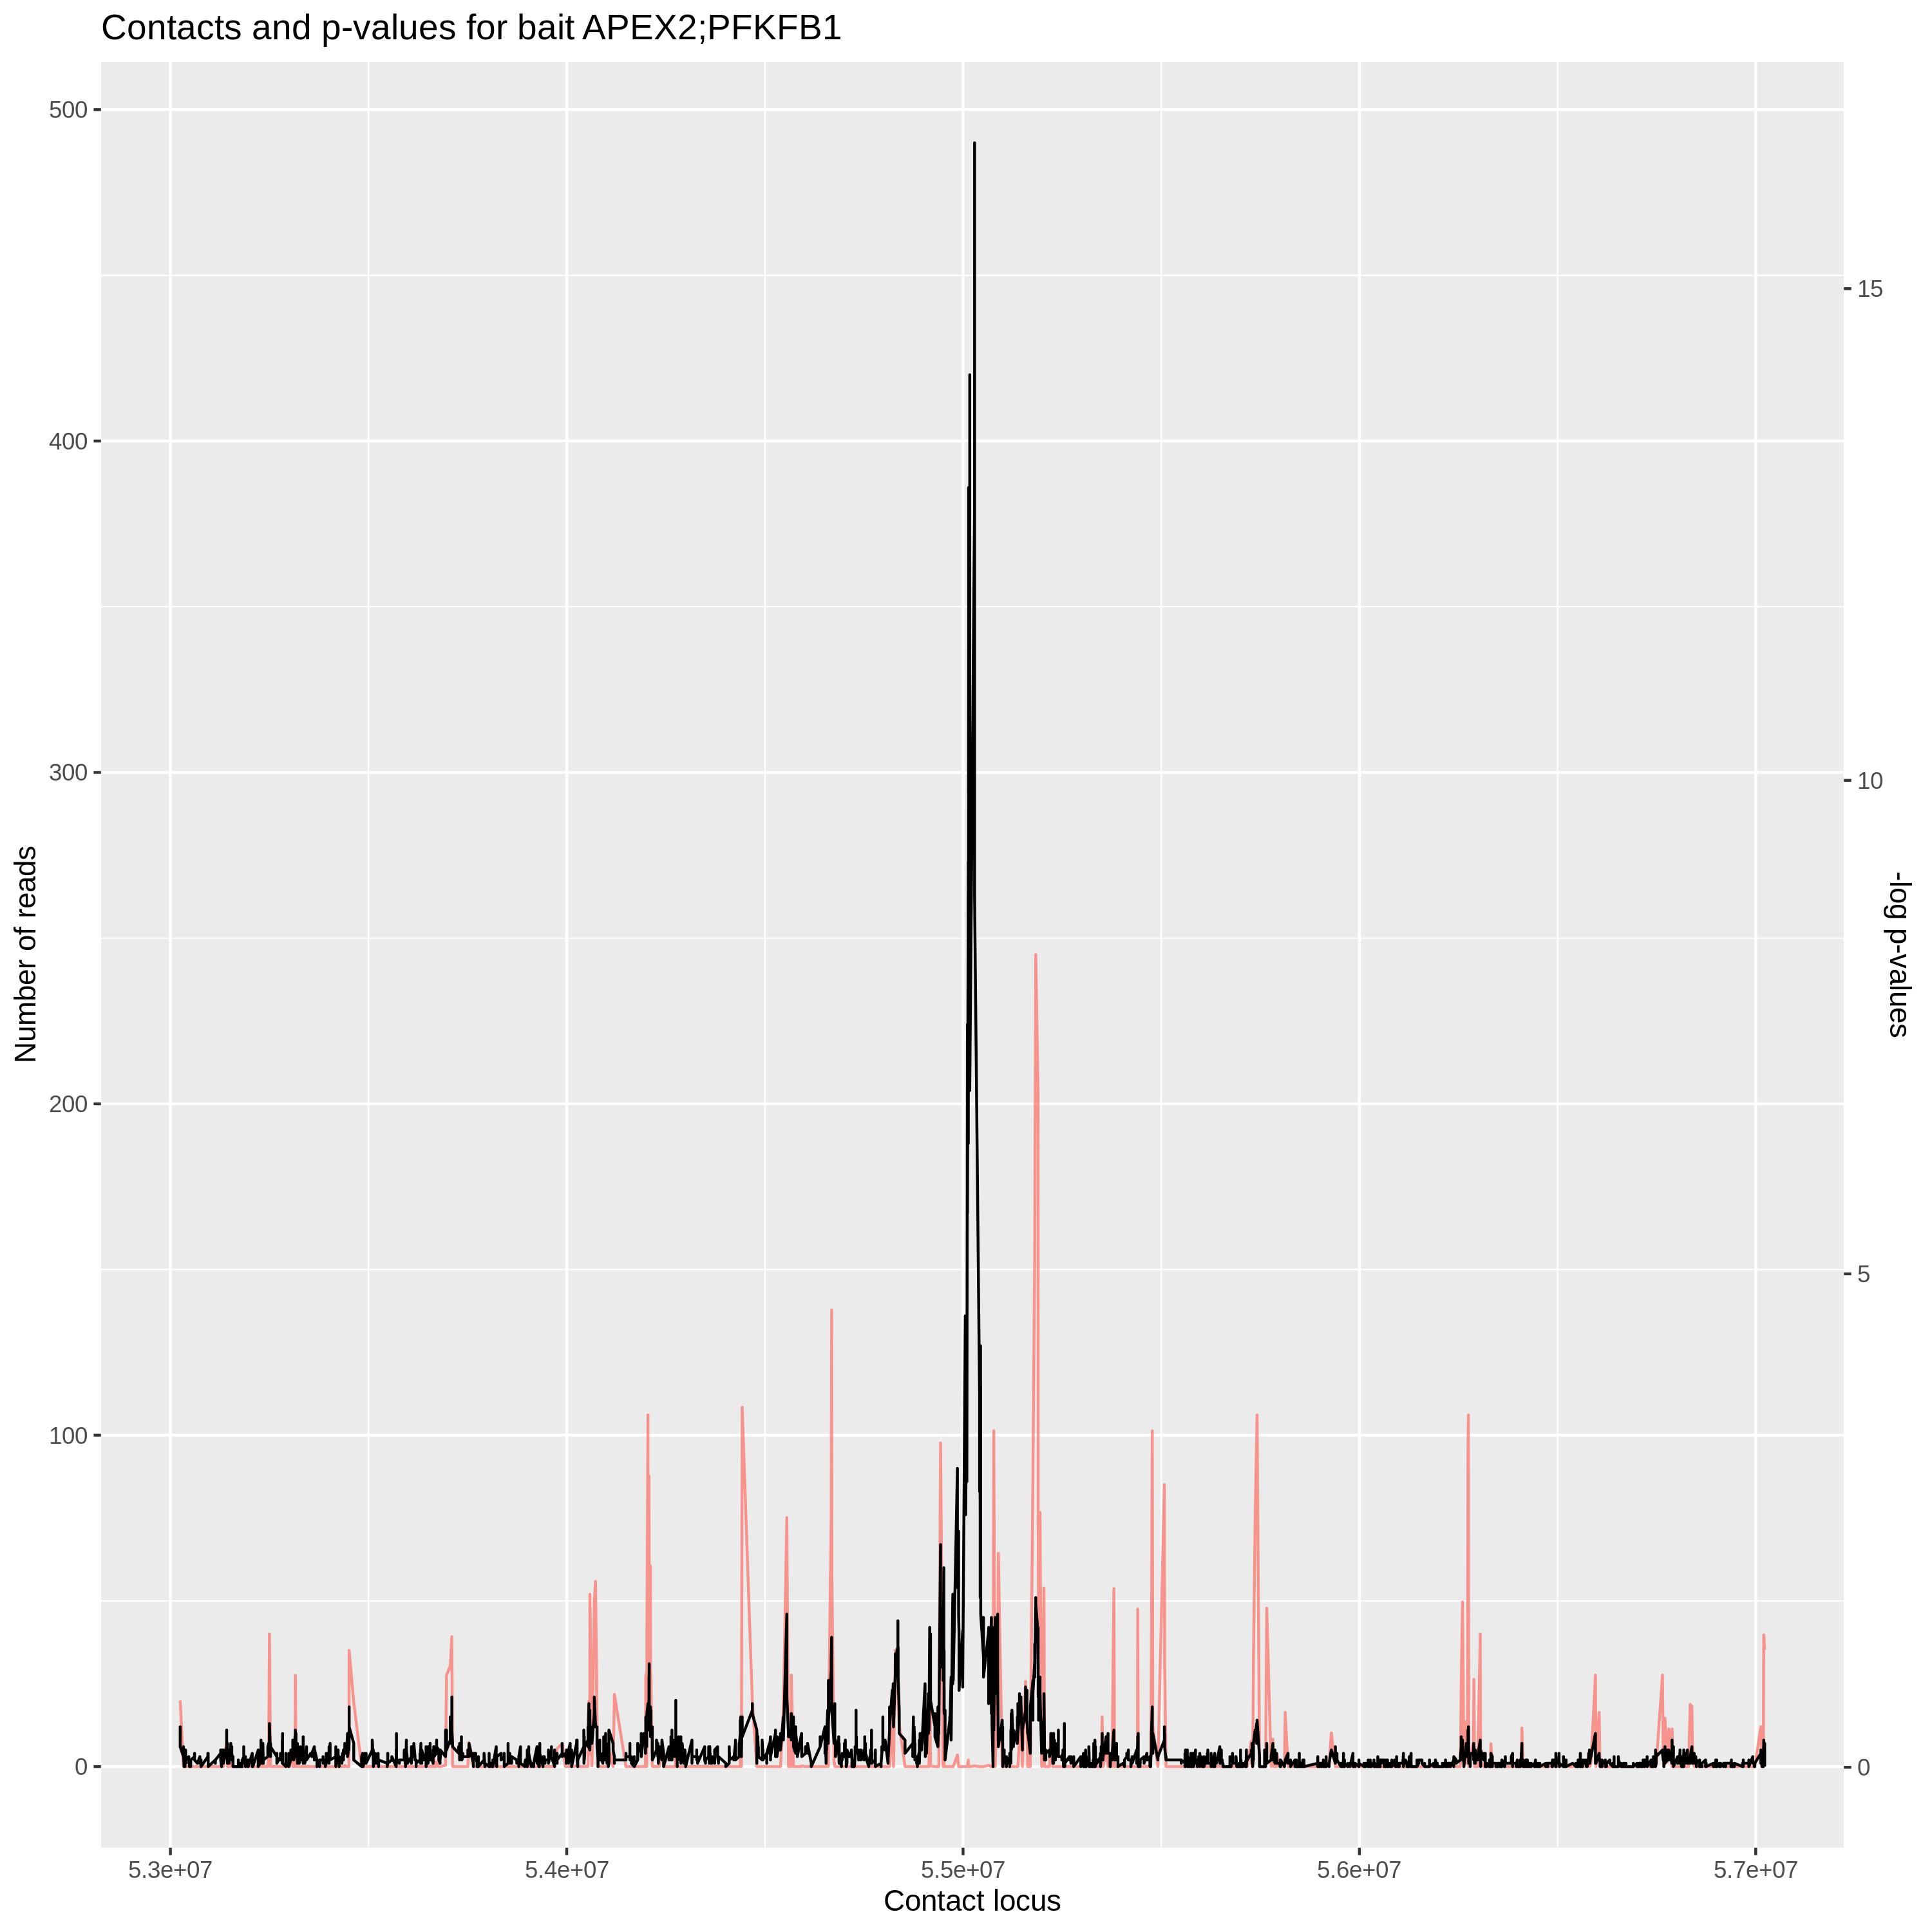 Contacts and p-values for bait APEX2;PFKFB1
500
400
300
200
100
0
Number of reads
15
10
5
0
-log p-values
5.3e+07
5.4e+07
5.5e+07
5.6e+07
5.7e+07
Contact locus